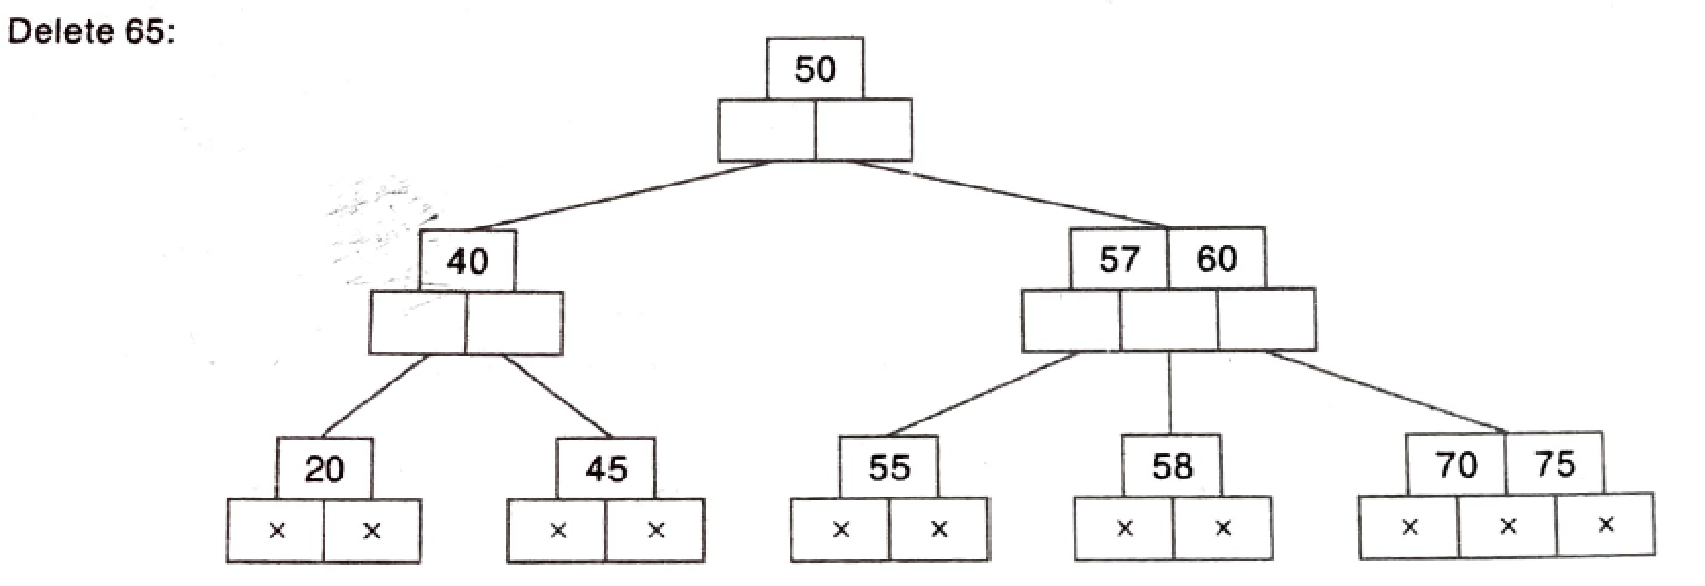 Delete 65:
50
40 57 60
20 45 55 58 70 75
× × × × × × × × × × ×